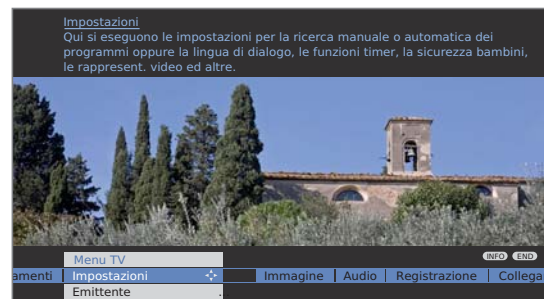 Impostazioni
Qui si eseguono le impostazioni per la ricerca manuale o automatica dei
programmi oppure la lingua di dialogo, le funzioni timer, la sicurezza bambini,
le rappresent. video ed altre.
Menu TV
INFO END
amenti Impostazioni Immagine Audio Registrazione Collega
Emittente ...